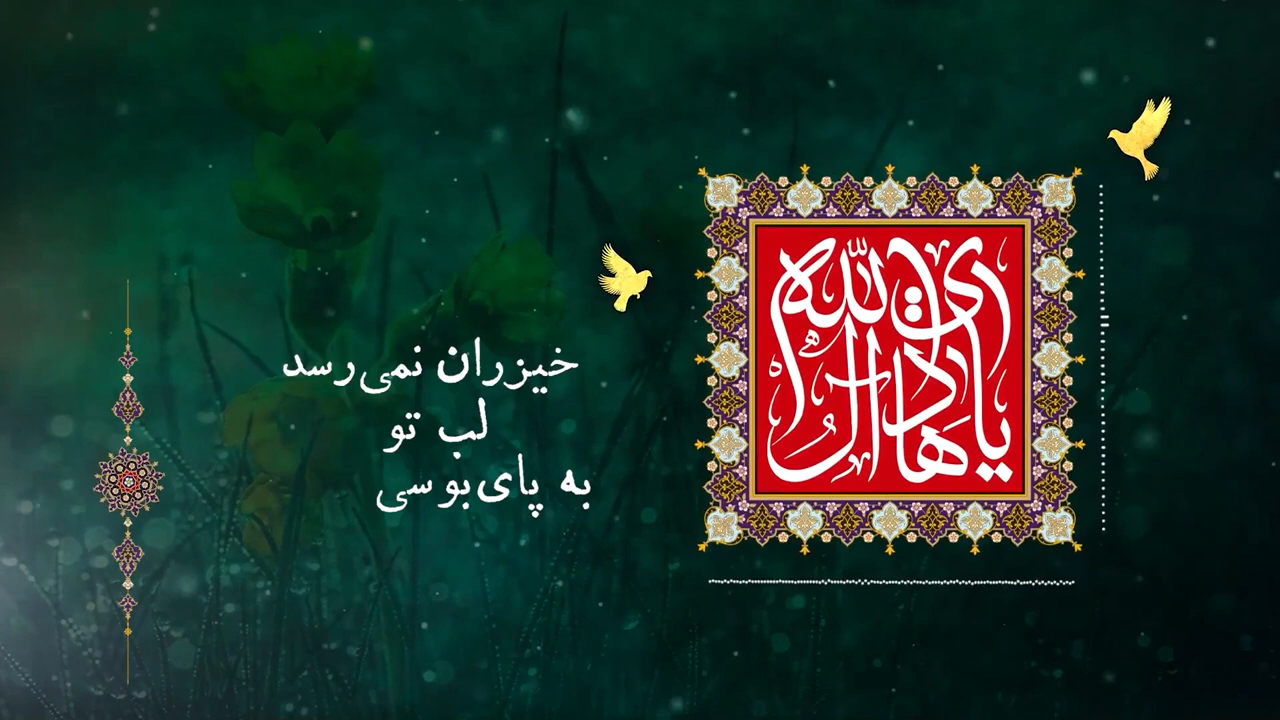 خیزران نمی‌رسد
لب تو
به پای‌بوسی
یا هادی آل الله